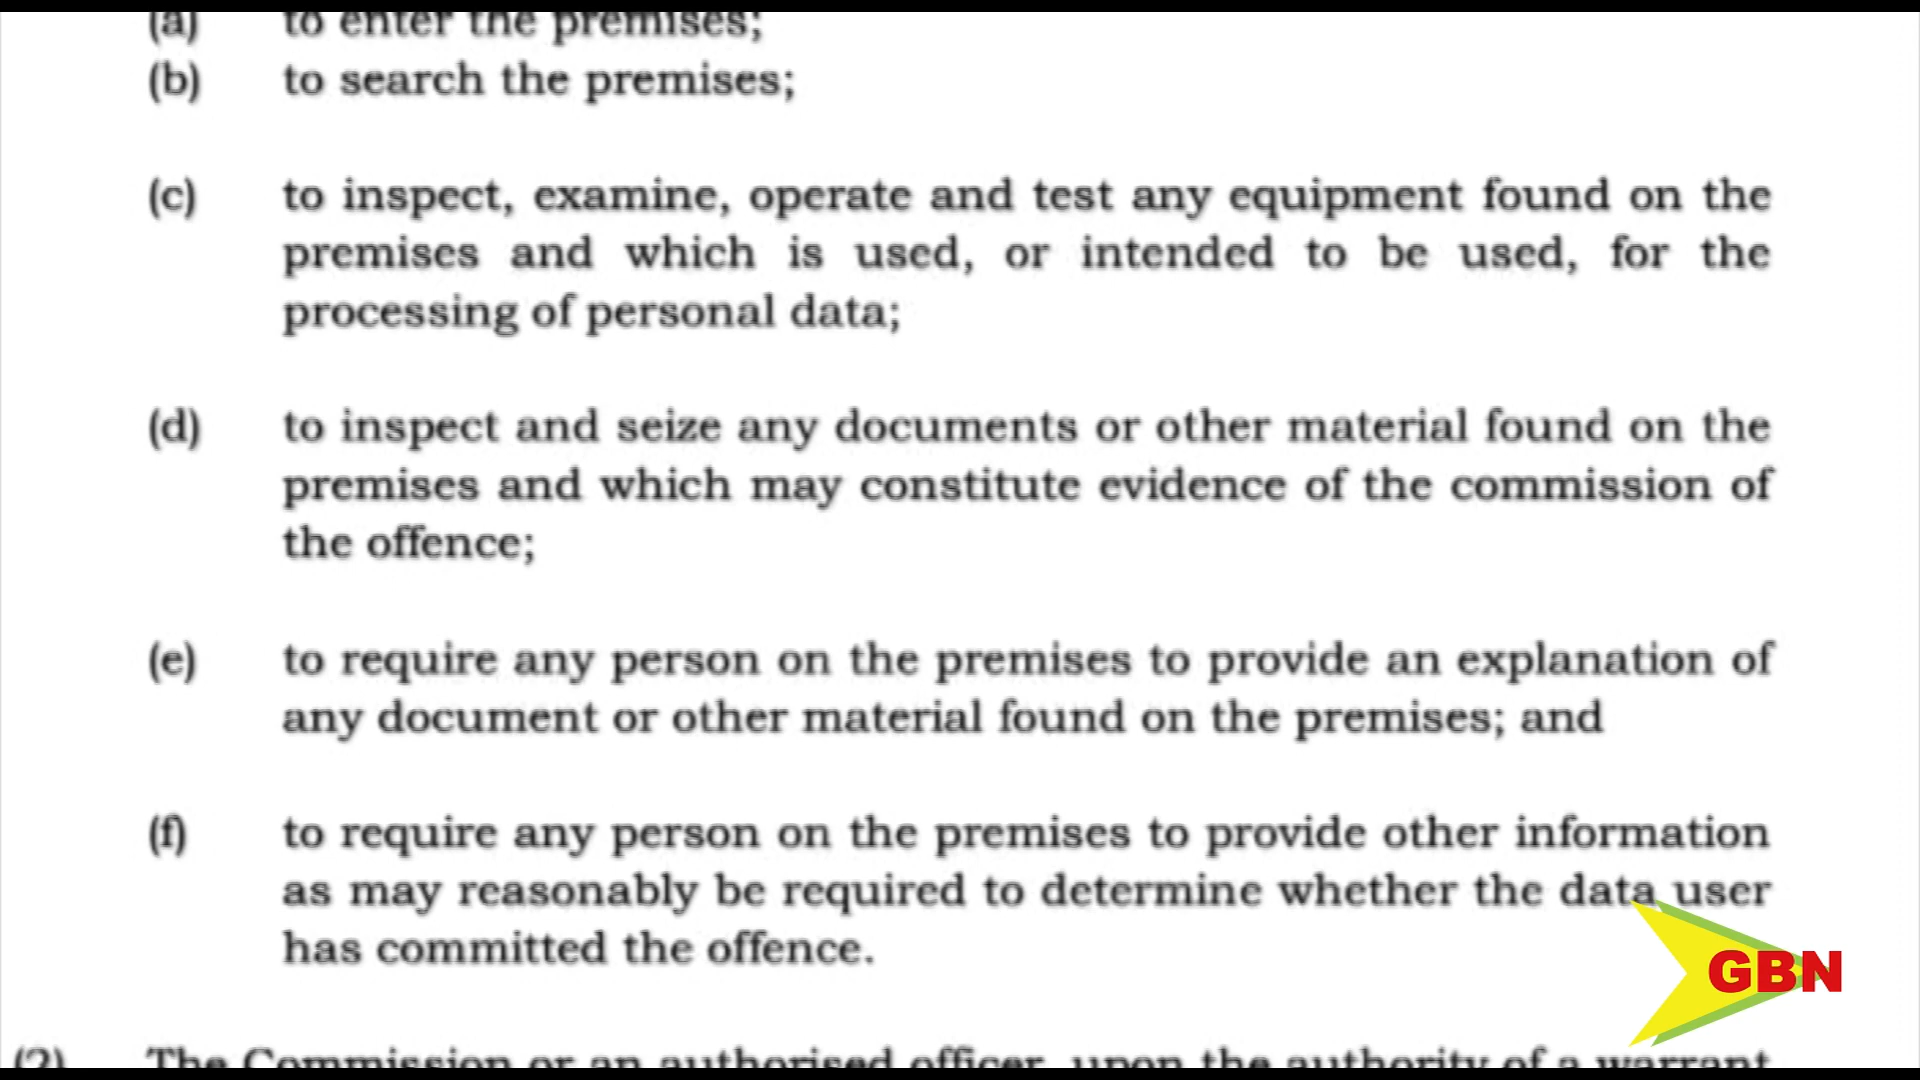 (a) to enter the premises;
(b) to search the premises;
(c) to inspect, examine, operate and test any equipment found on the
premises and which is used, or intended to be used, for the
processing of personal data;
(d) to inspect and seize any documents or other material found on the
premises and which may constitute evidence of the commission of
the offence;
(e) to require any person on the premises to provide an explanation of
any document or other material found on the premises; and
(f) to require any person on the premises to provide other information
as may reasonably be required to determine whether the data user
has committed the offence.
GBN
(2) The Commission or an authorised officer, upon the authority of a warrant